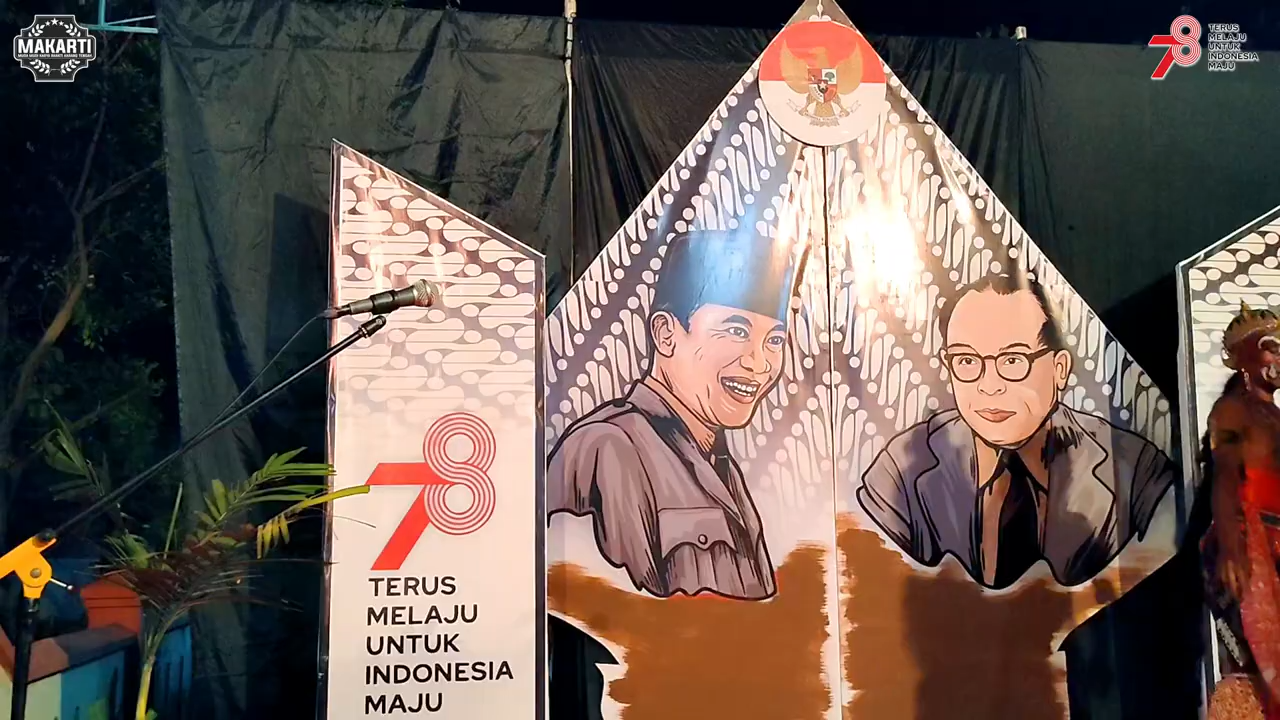 MAKARTI
78
TERUS
MELAJU
UNTUK
INDONESIA
MAJU
78
TERUS
MELAJU
UNTUK
INDONESIA
MAJU